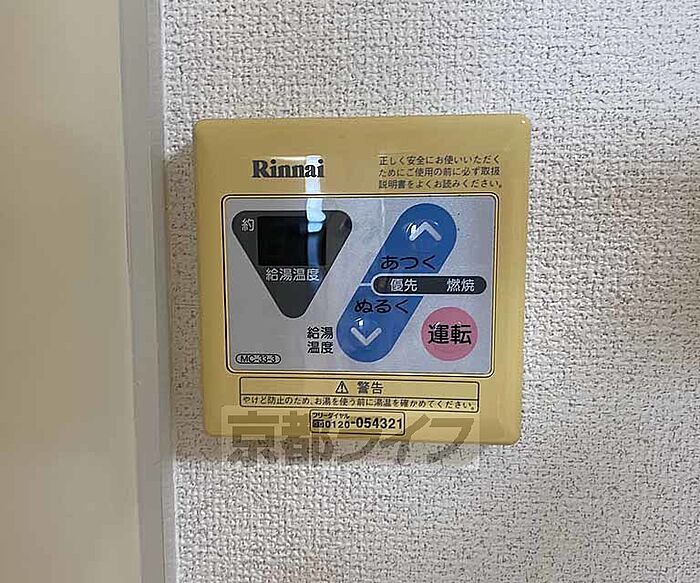 Rinnai
正しく安全にお使いいただく
ためにご使用の前に必ず取扱
説明書をよくお読みください。
約
給湯温度
あつく
優先 燃焼
ぬるく
給湯
温度
運転
MC-33-3
⚠警告
やけど防止のため、お湯を使う前に湯温を確かめてください。
フリーダイヤル
0120-054321
京都ライフ